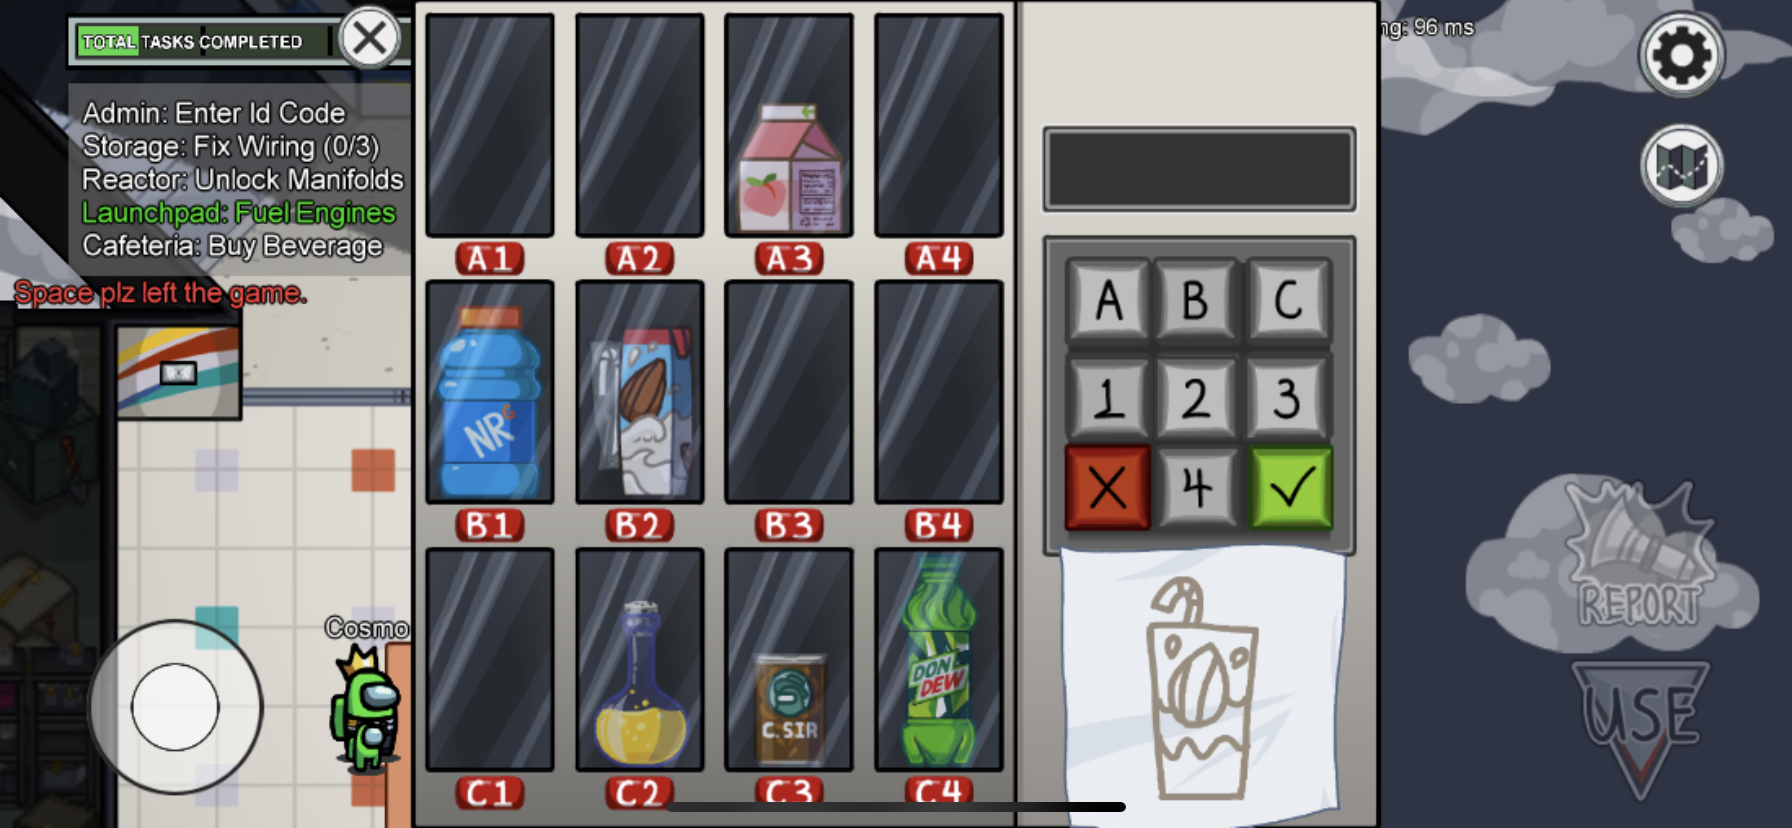 TOTAL TASKS COMPLETED
Admin: Enter Id Code
Storage: Fix Wiring (0/3)
Reactor: Unlock Manifolds
Launchpad: Fuel Engines
Cafeteria: Buy Beverage
Space plz left the game.
Cosmo
A1 A2 A3 A4
NRG
B1 B2 B3 B4
C.SIR
DON DEW
C1 C2 C3 C4
A B C
1 2 3
X 4
ng: 96 ms
REPORT
USE